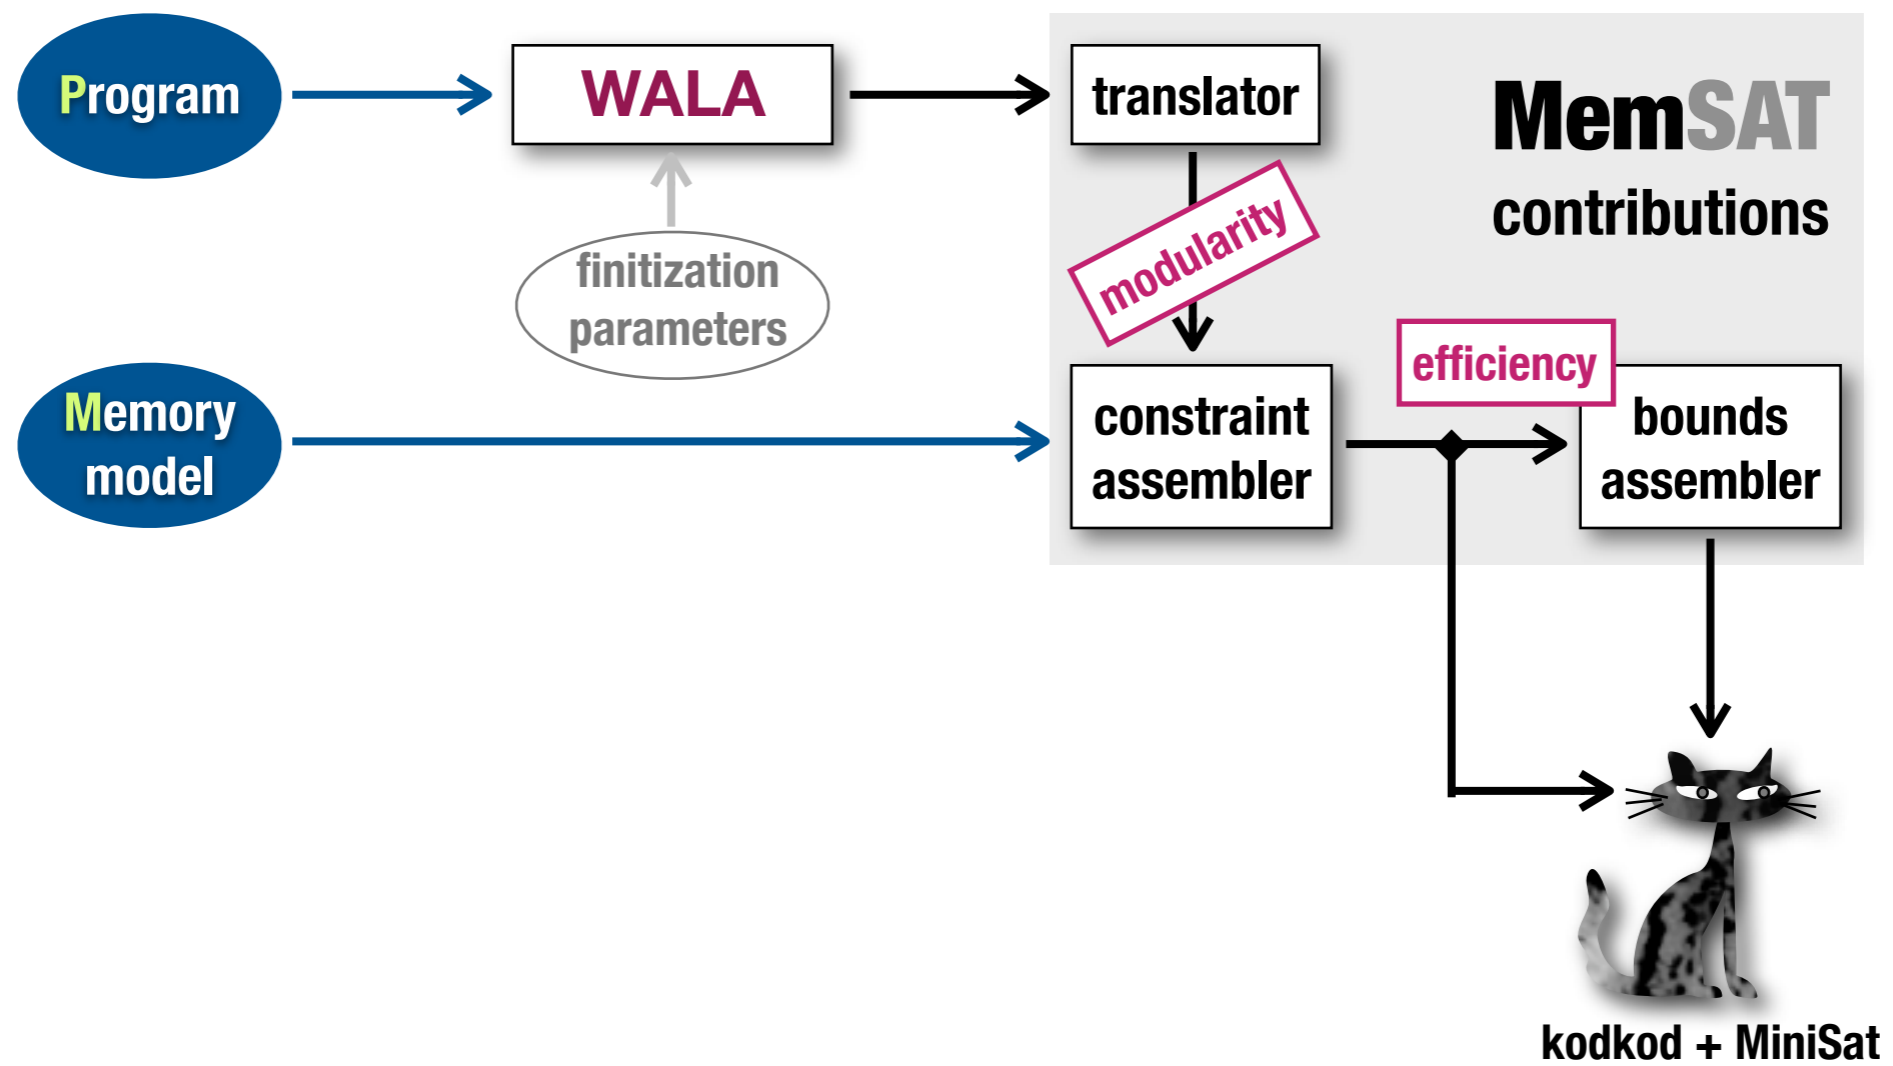 Program
WALA
translator
MemSAT
contributions
modularity
finitization
parameters
efficiency
Memory
model
constraint
assembler
bounds
assembler
kodkod + MiniSat